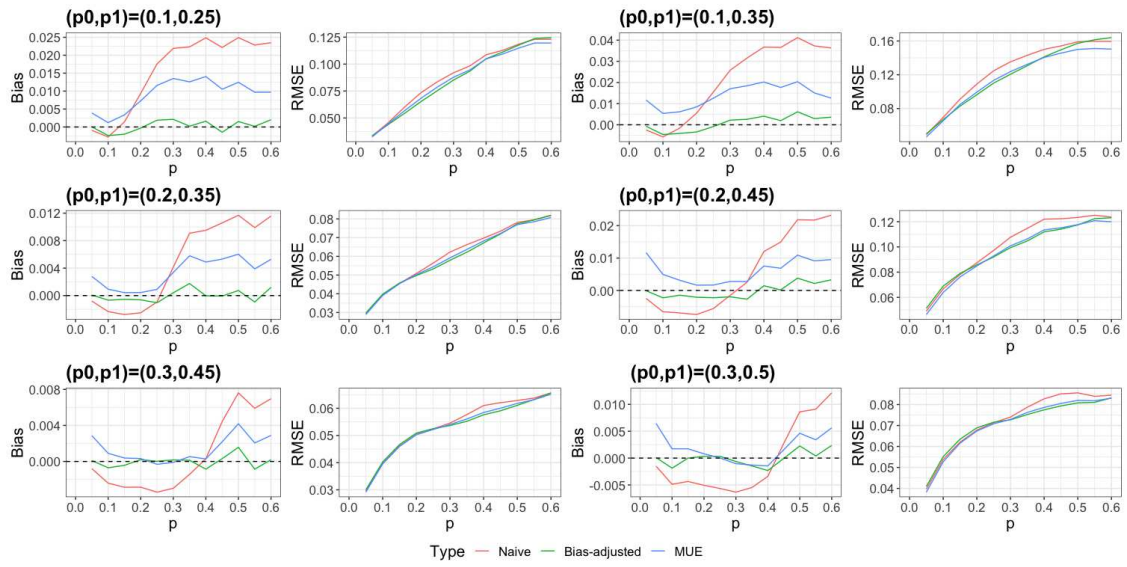 (p0,p1)=(0.1,0.25)
Bias
0.025
0.020
0.015
0.010
0.005
0.000
0.0 0.1 0.2 0.3 0.4 0.5 0.6
p
RMSE
0.125
0.100
0.075
0.050
0.0 0.1 0.2 0.3 0.4 0.5 0.6
p
(p0,p1)=(0.1,0.35)
Bias
0.04
0.03
0.02
0.01
0.00
0.0 0.1 0.2 0.3 0.4 0.5 0.6
p
RMSE
0.16
0.12
0.08
0.0 0.1 0.2 0.3 0.4 0.5 0.6
p
(p0,p1)=(0.2,0.35)
Bias
0.012
0.008
0.004
0.000
0.0 0.1 0.2 0.3 0.4 0.5 0.6
p
RMSE
0.08
0.07
0.06
0.05
0.04
0.03
0.0 0.1 0.2 0.3 0.4 0.5 0.6
p
(p0,p1)=(0.2,0.45)
Bias
0.02
0.01
0.00
0.0 0.1 0.2 0.3 0.4 0.5 0.6
p
RMSE
0.12
0.10
0.08
0.06
0.0 0.1 0.2 0.3 0.4 0.5 0.6
p
(p0,p1)=(0.3,0.45)
Bias
0.008
0.004
0.000
0.0 0.1 0.2 0.3 0.4 0.5 0.6
p
RMSE
0.06
0.05
0.04
0.03
0.0 0.1 0.2 0.3 0.4 0.5 0.6
p
(p0,p1)=(0.3,0.5)
Bias
0.010
0.005
0.000
-0.005
0.0 0.1 0.2 0.3 0.4 0.5 0.6
p
RMSE
0.08
0.07
0.06
0.05
0.04
0.0 0.1 0.2 0.3 0.4 0.5 0.6
p
Type Naive Bias-adjusted MUE